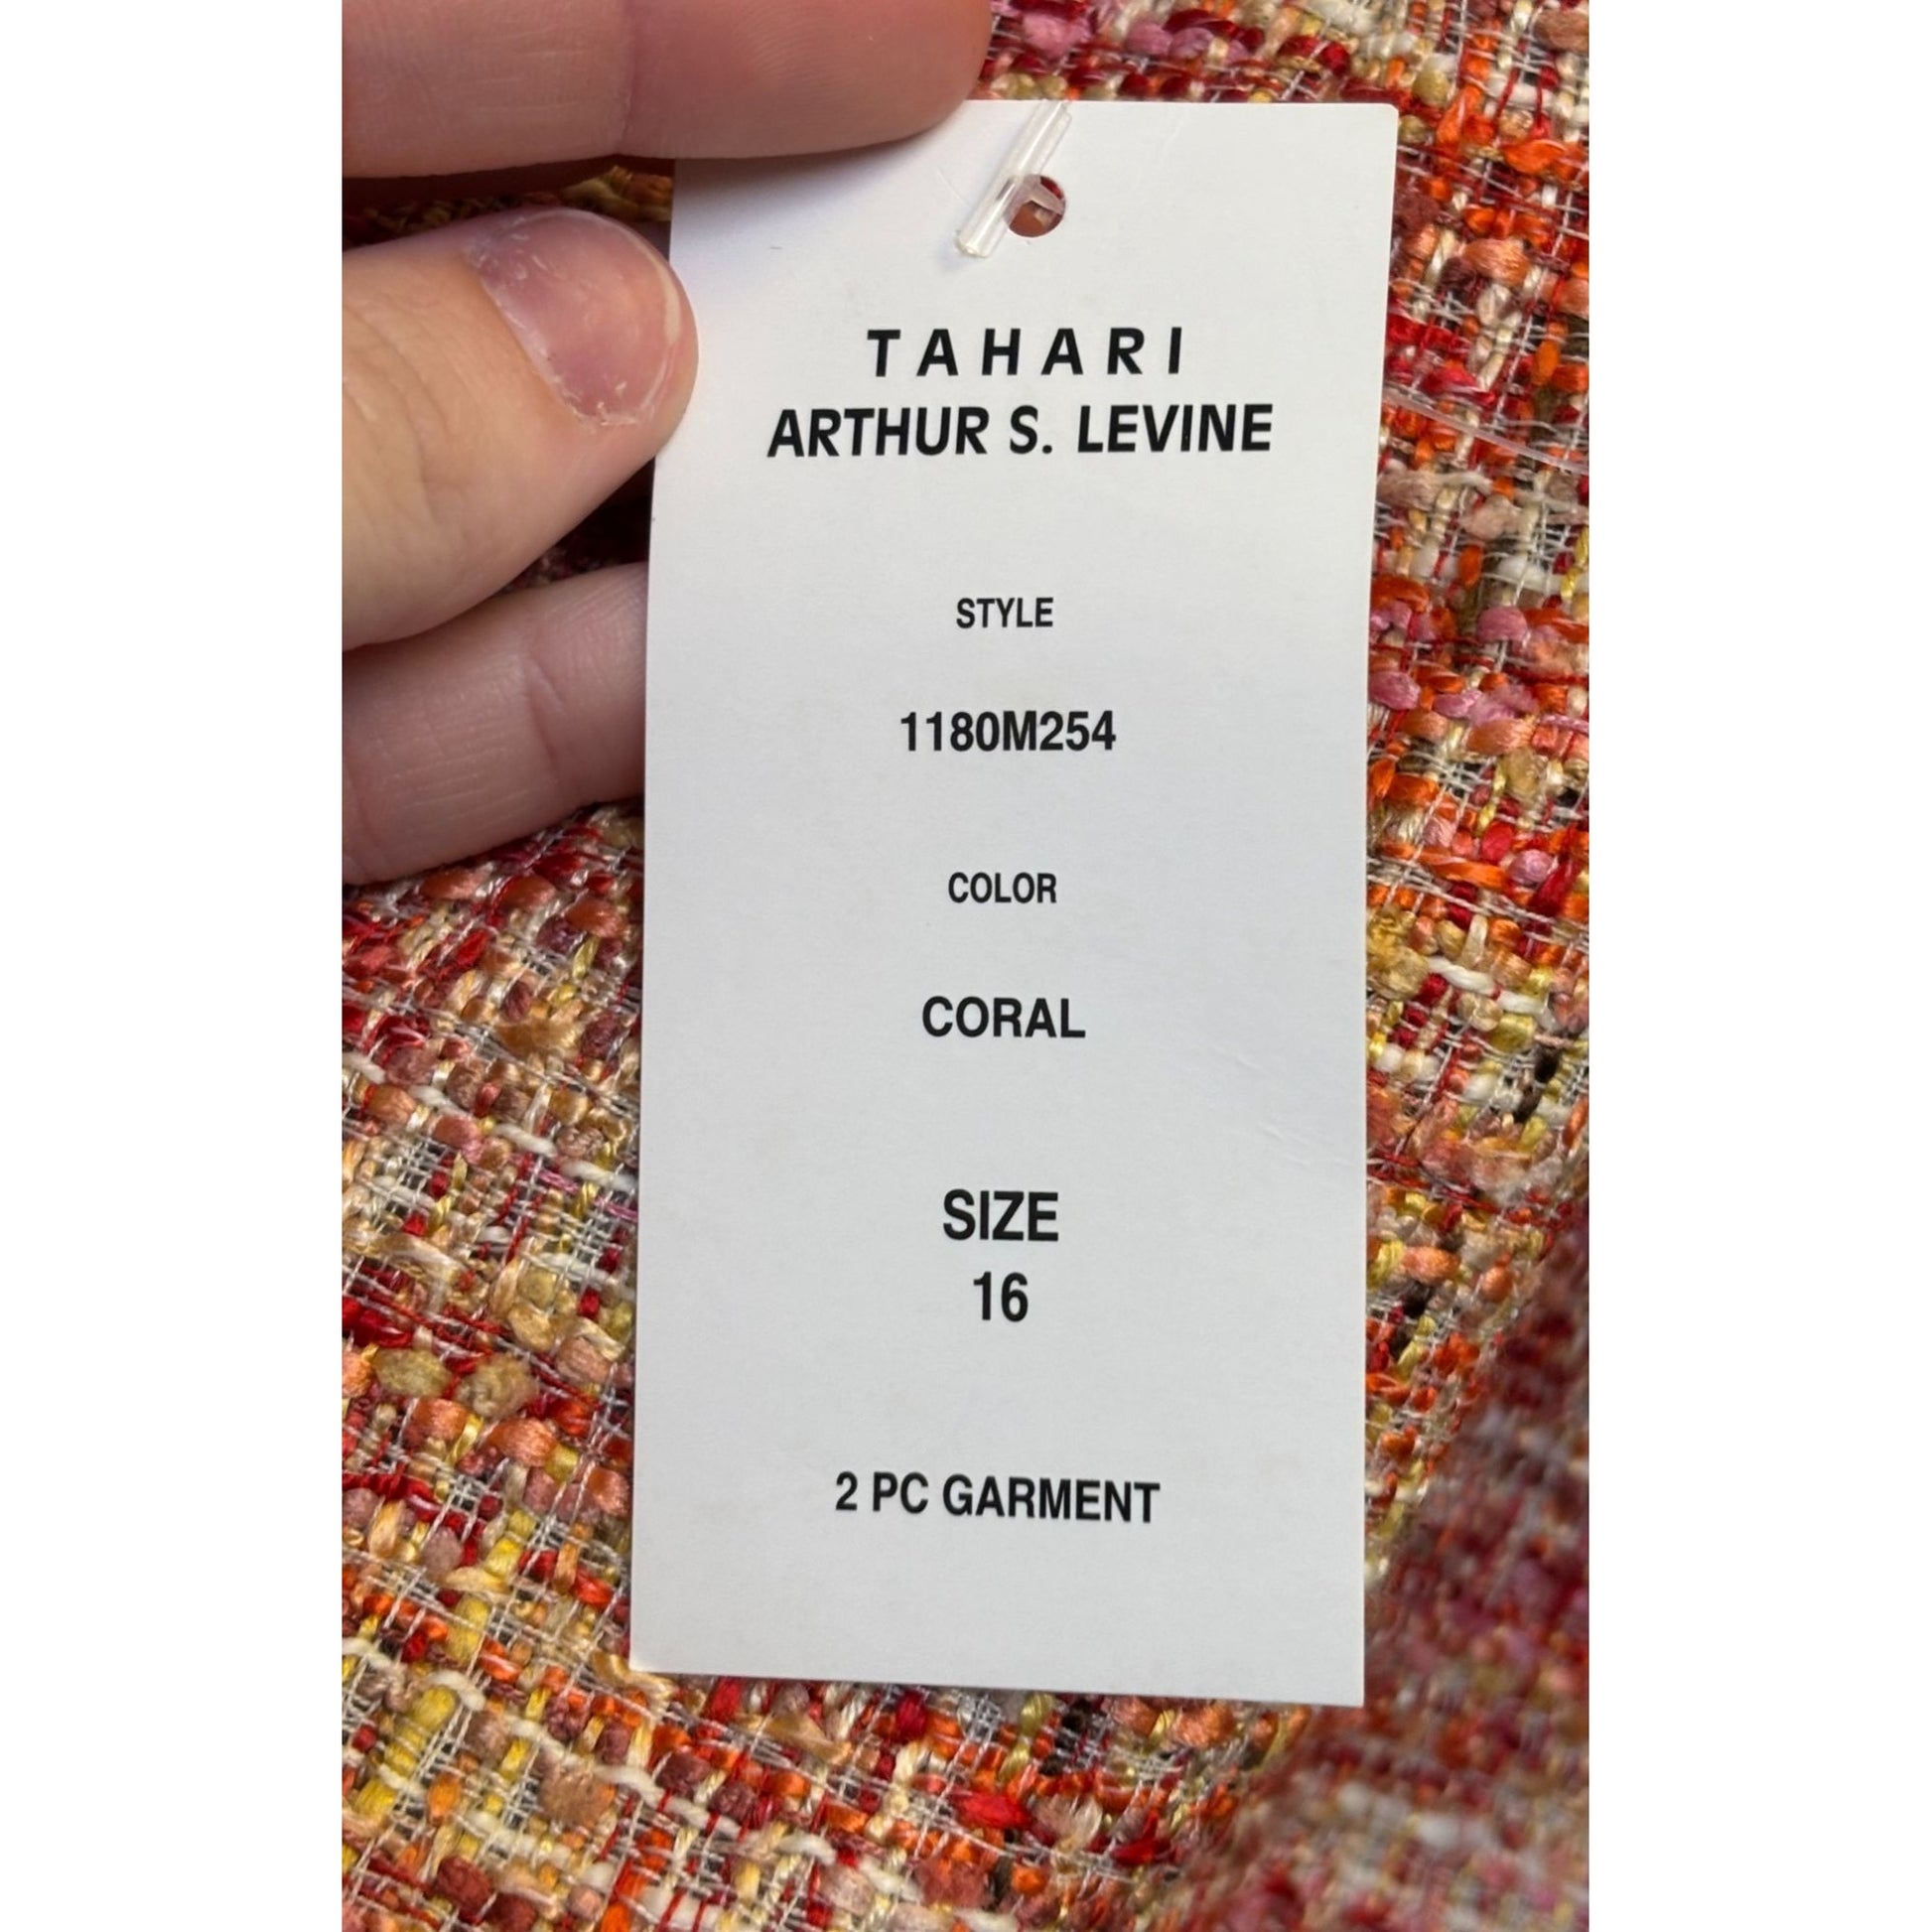 TAHARI
ARTHUR S. LEVINE
STYLE
1180M254
COLOR
CORAL
SIZE
16
2 PC GARMENT